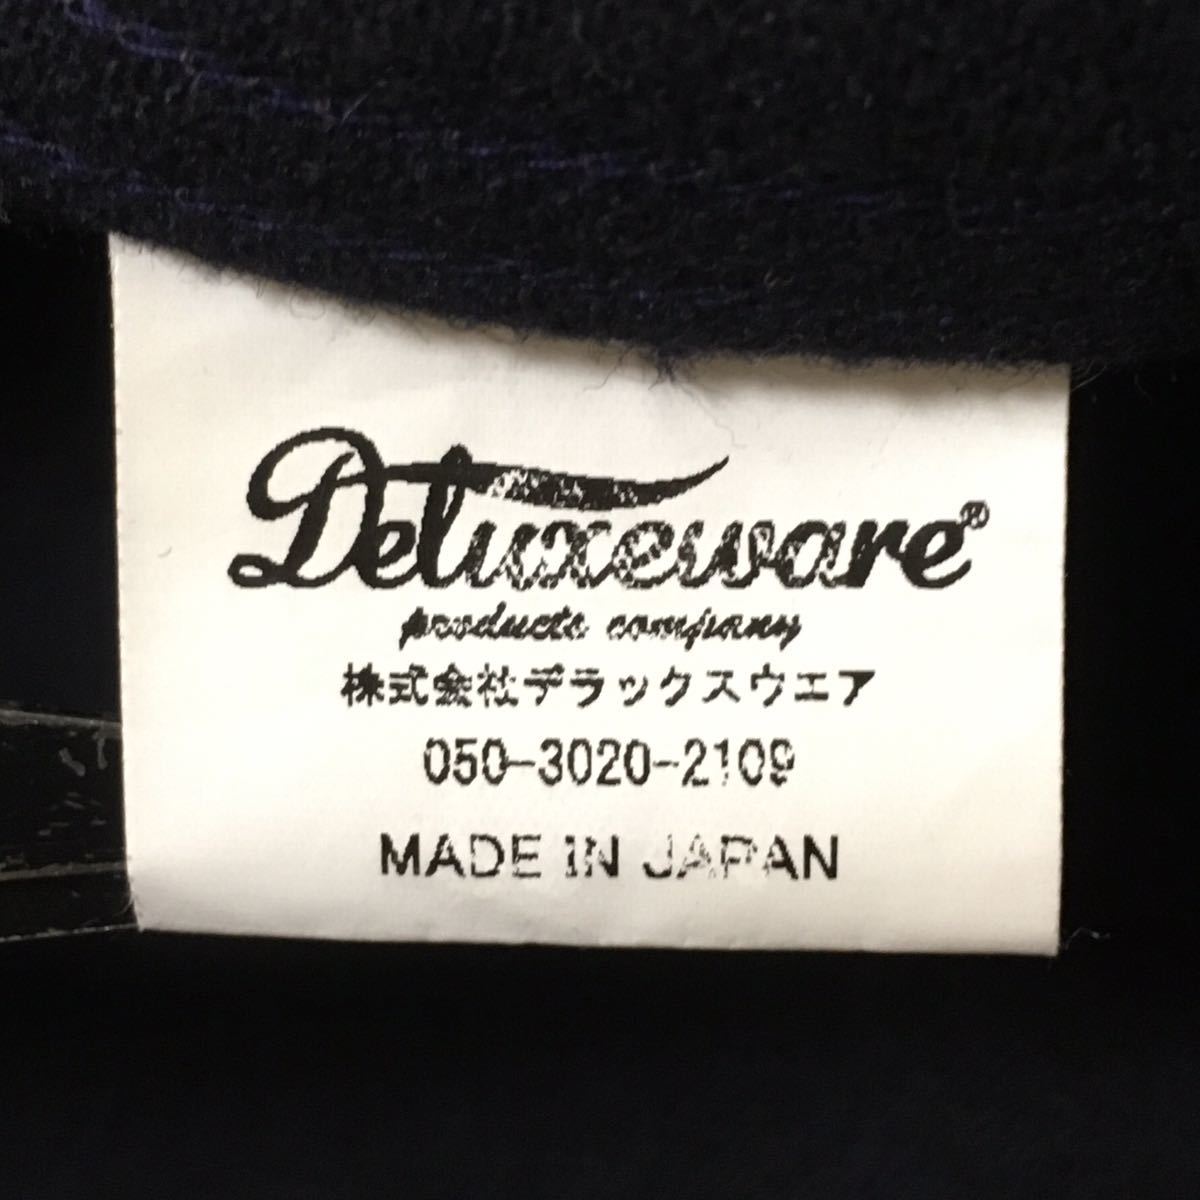 Deluxeware®
products company
株式会社デラックスウエア
050-3020-2109
MADE IN JAPAN